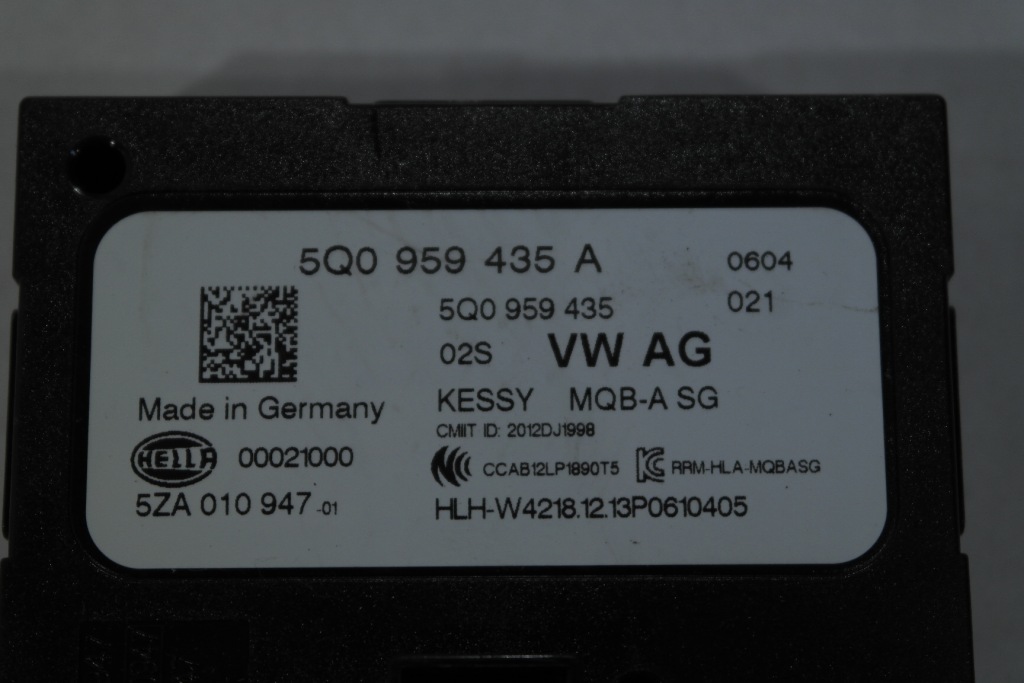 5Q0 959 435 A 0604
5Q0 959 435 021
02S VW AG
Made in Germany KESSY MQB-A SG
CMIIT ID: 2012DJ1998
HELLA 00021000 CCAB12LP1890T5 RRM-HLA-MQBASG
5ZA 010 947 -01 HLH-W4218.12.13P0610405